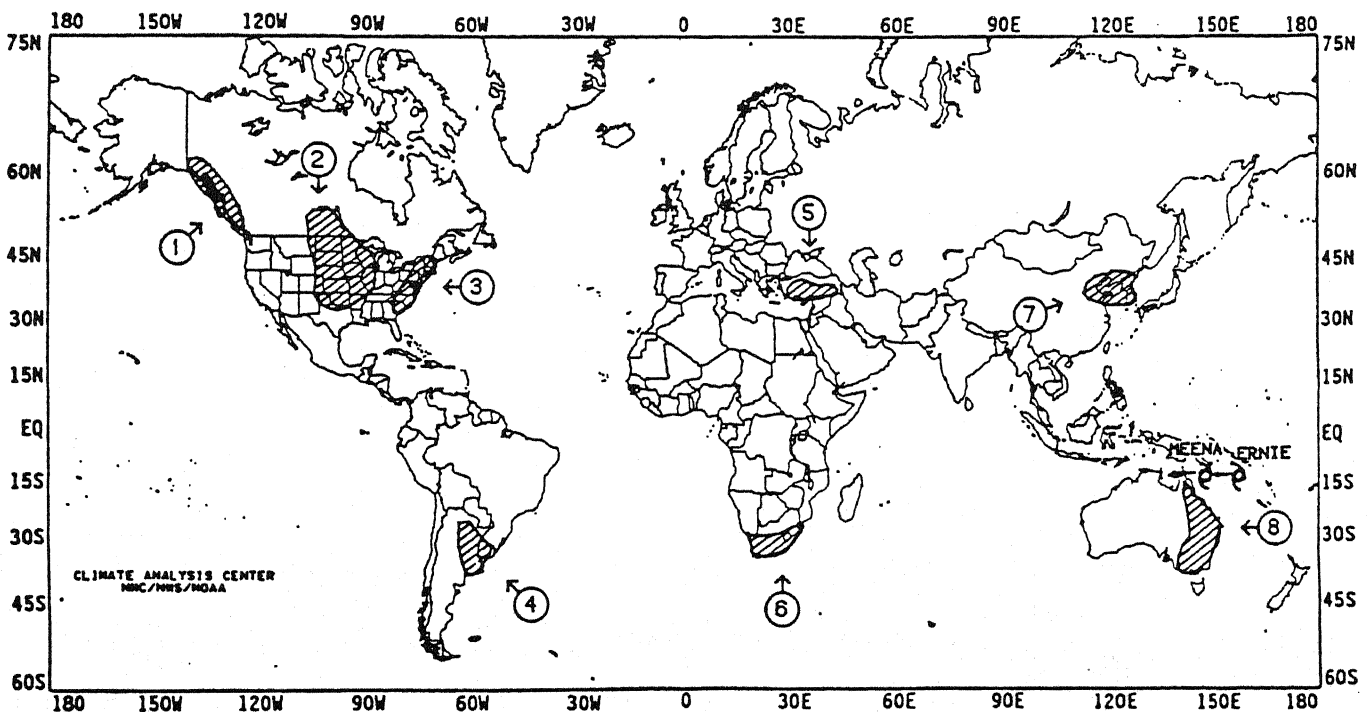 180 150W 120W 90W 60W 30W 0 30E 60E 90E 120E 150E 180
75N 75N
60N 60N
45N 45N
30N 30N
15N 15N
EQ EQ
15S 15S
30S 30S
45S 45S
60S 60S
1
2
3
4
5
6
7
8
MEENA ERNIE
CLIMATE ANALYSIS CENTER
NMC/NWS/NOAA
180 150W 120W 90W 60W 30W 0 30E 60E 90E 120E 150E 180